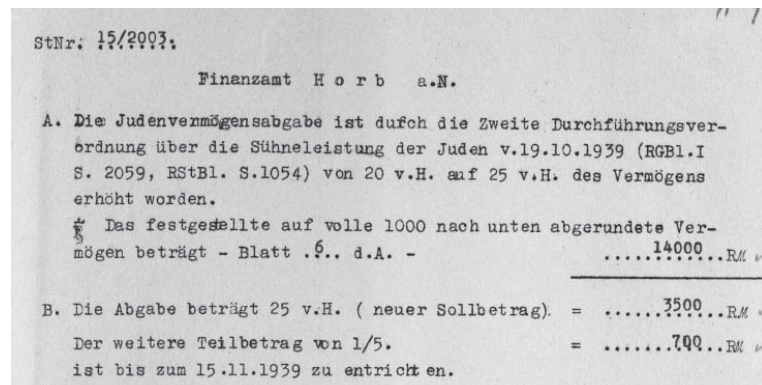 StNr: 15/2003.
Finanzamt H o r b a.N.
A. Die Judenvermögensabgabe ist dufch die Zweite Durchführungsver-
ordnung über die Sühneleistung der Juden v.19.10.1939 (RGBl.I
S. 2059, RStBl. S.1054) von 20 v.H. auf 25 v.H. des Vermögens
erhöht worden.
Das festgestellte auf volle 1000 nach unten abgerundete Ver-
mögen beträgt - Blatt .6.. d.A. - .....14000...RM
B. Die Abgabe beträgt 25 v.H. ( neuer Sollbetrag). = ......3500...RM
Der weitere Teilbetrag von 1/5. = .......700..RM
ist bis zum 15.11.1939 zu entricht en.